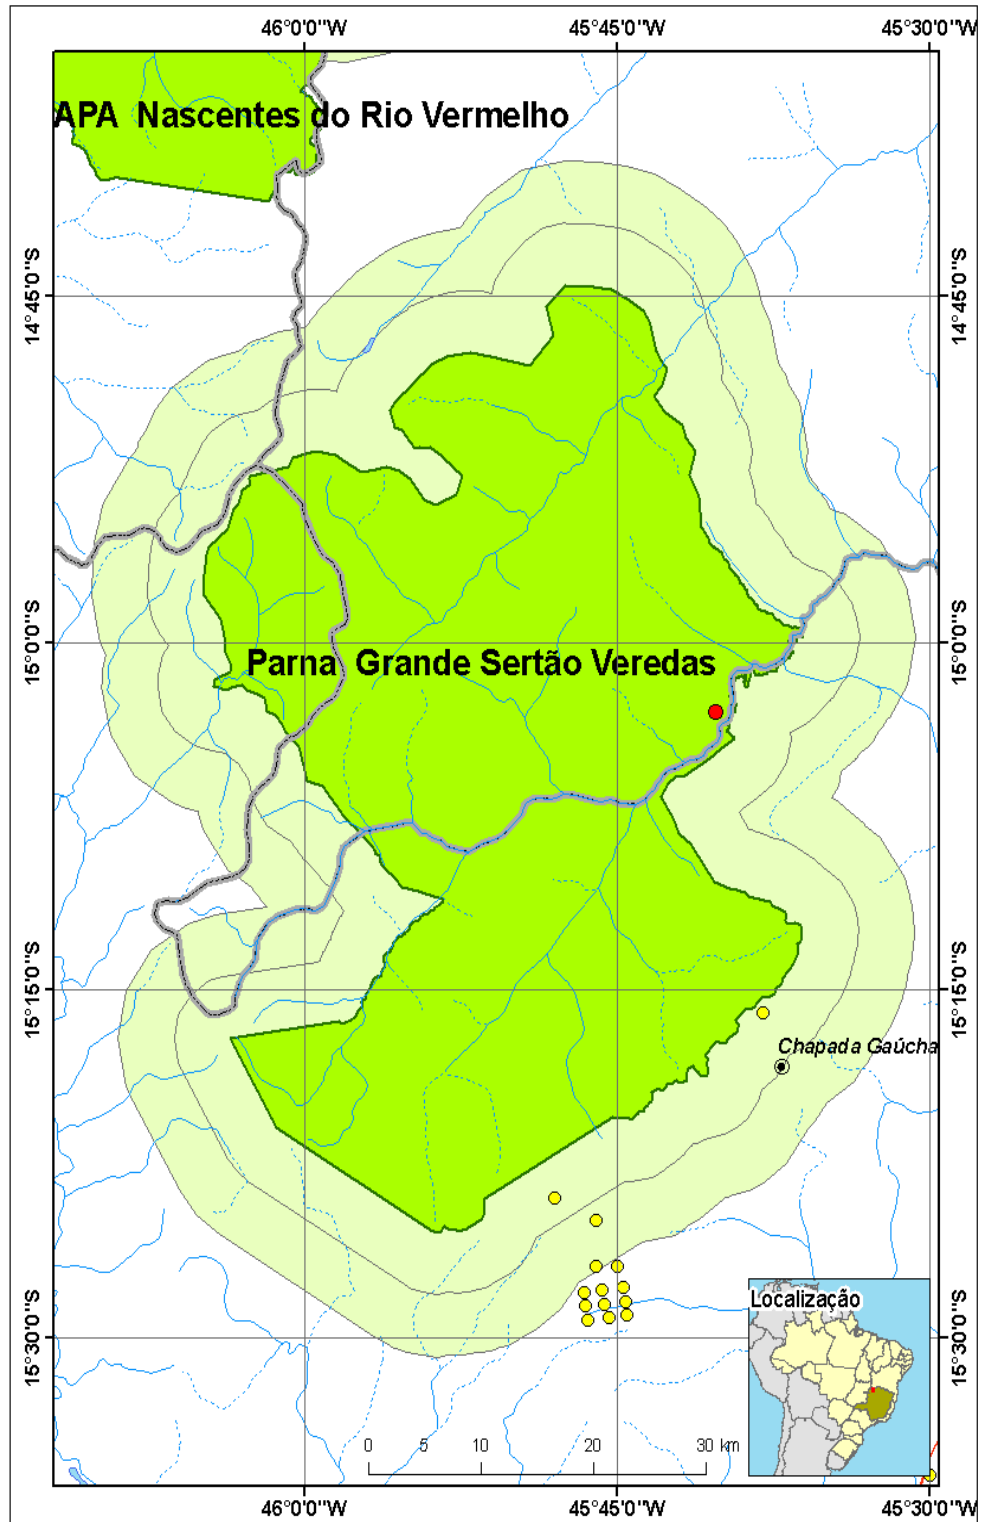 46°0'0"W 45°45'0"W 45°30'0"W
APA Nascentes do Rio Vermelho
14°45'0"S 14°45'0"S
15°0'0"S 15°0'0"S
Parna Grande Sertão Veredas
15°15'0"S 15°15'0"S
Chapada Gaúcha
Localização
15°30'0"S 15°30'0"S
0 5 10 20 30 km
46°0'0"W 45°45'0"W 45°30'0"W